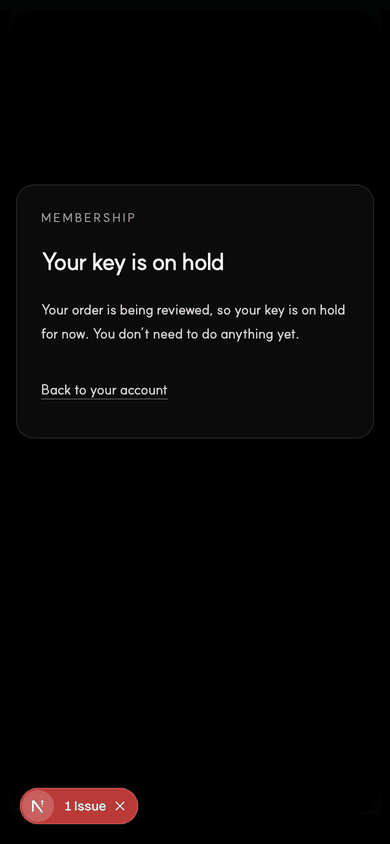 MEMBERSHIP
Your key is on hold
Your order is being reviewed, so your key is on hold
for now. You don't need to do anything yet.
Back to your account
N
1 Issue